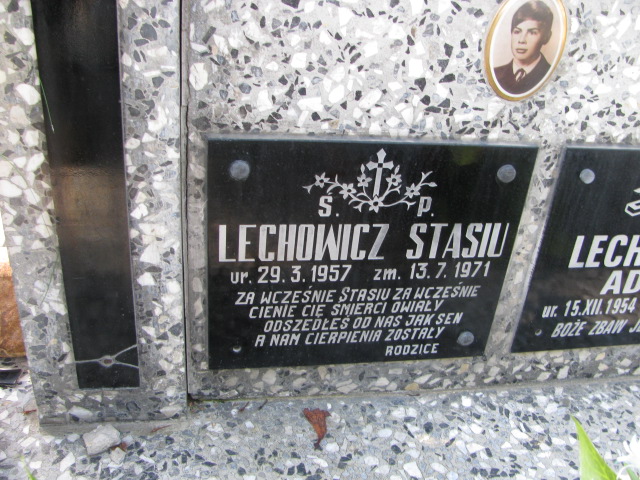 Ś. P.
LECHOWICZ STASIU
ur. 29.3.1957 zm. 13.7.1971
ZA WCZEŚNIE STASIU ZA WCZEŚNIE
CIENIE CIĘ ŚMIERCI OWIAŁY
ODSZEDŁEŚ OD NAS JAK SEN
A NAM CIERPIENIA ZOSTAŁY
RODZICE
LECH
AD
ur. 15.XII.1954
BOŻE ZBAW